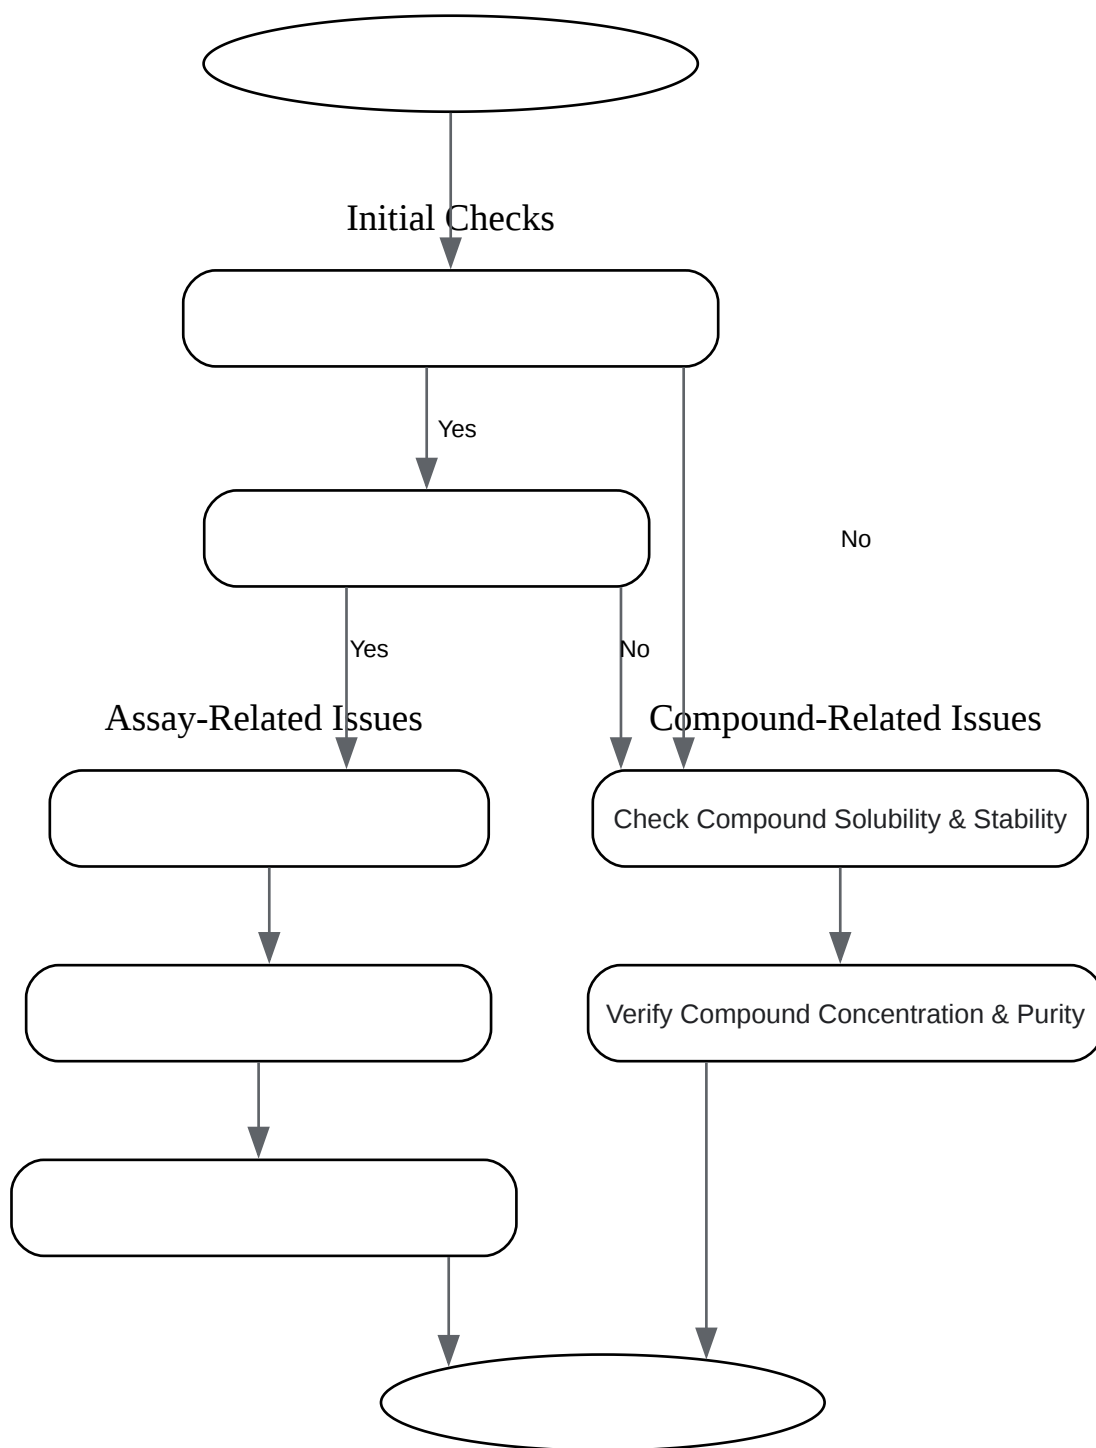 Initial Checks
Yes
No
Yes
No
Assay-Related Issues
Compound-Related Issues
Check Compound Solubility & Stability
Verify Compound Concentration & Purity